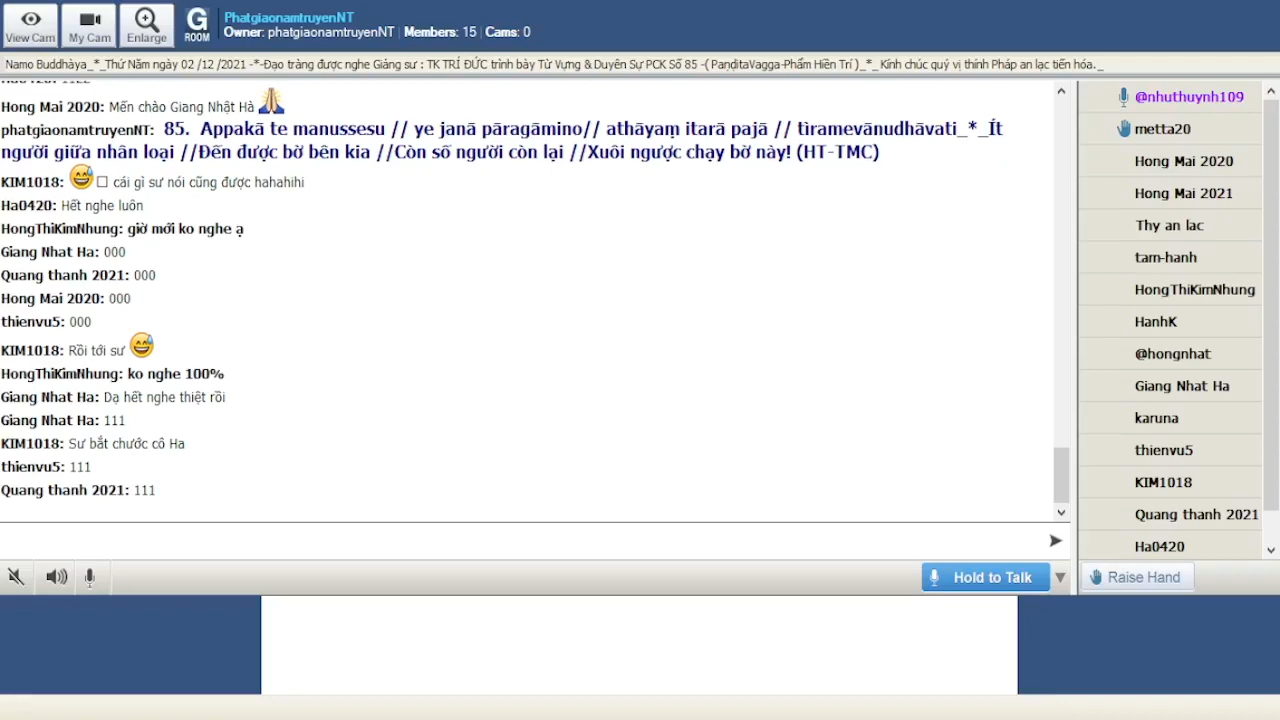 View Cam
My Cam
Enlarge
G
ROOM
PhatgiaonamtruyenNT
Owner: phatgiaonamtruyenNT | Members: 15 | Cams: 0
Namo Buddhàya_*_Thứ Năm ngày 02 /12 /2021 -*-Đạo tràng được nghe Giảng sư : TK TRÍ ĐỨC trình bày Từ Vựng & Duyên Sự PCK Số 85 -( PaṇḍitaVagga-Phẩm Hiền Trí )_*_ Kính chúc quý vị thính Pháp an lạc tiến hóa._
Hong Mai 2020: Mến chào Giang Nhật Hà
phatgiaonamtruyenNT: 85. Appakā te manussesu // ye janā pāragāmino// athāyaṃ itarā pajā // tìramevānudhāvati_*_Ít
người giữa nhân loại //Đến được bờ bên kia //Còn số người còn lại //Xuôi ngược chạy bờ này! (HT-TMC)
KIM1018: 😅□ cái gì sư nói cũng được hahahihi
Ha0420: Hết nghe luôn
HongThiKimNhung: giờ mới ko nghe ạ
Giang Nhat Ha: 000
Quang thanh 2021: 000
Hong Mai 2020: 000
thienvu5: 000
KIM1018: Rồi tới sư 😅
HongThiKimNhung: ko nghe 100%
Giang Nhat Ha: Dạ hết nghe thiệt rồi
Giang Nhat Ha: 111
KIM1018: Sư bắt chước cô Ha
thienvu5: 111
Quang thanh 2021: 111
Hold to Talk
@nhuthuynh109
metta20
Hong Mai 2020
Hong Mai 2021
Thy an lac
tam-hanh
HongThiKimNhung
HanhK
@hongnhat
Giang Nhat Ha
karuna
thienvu5
KIM1018
Quang thanh 2021
Ha0420
Raise Hand